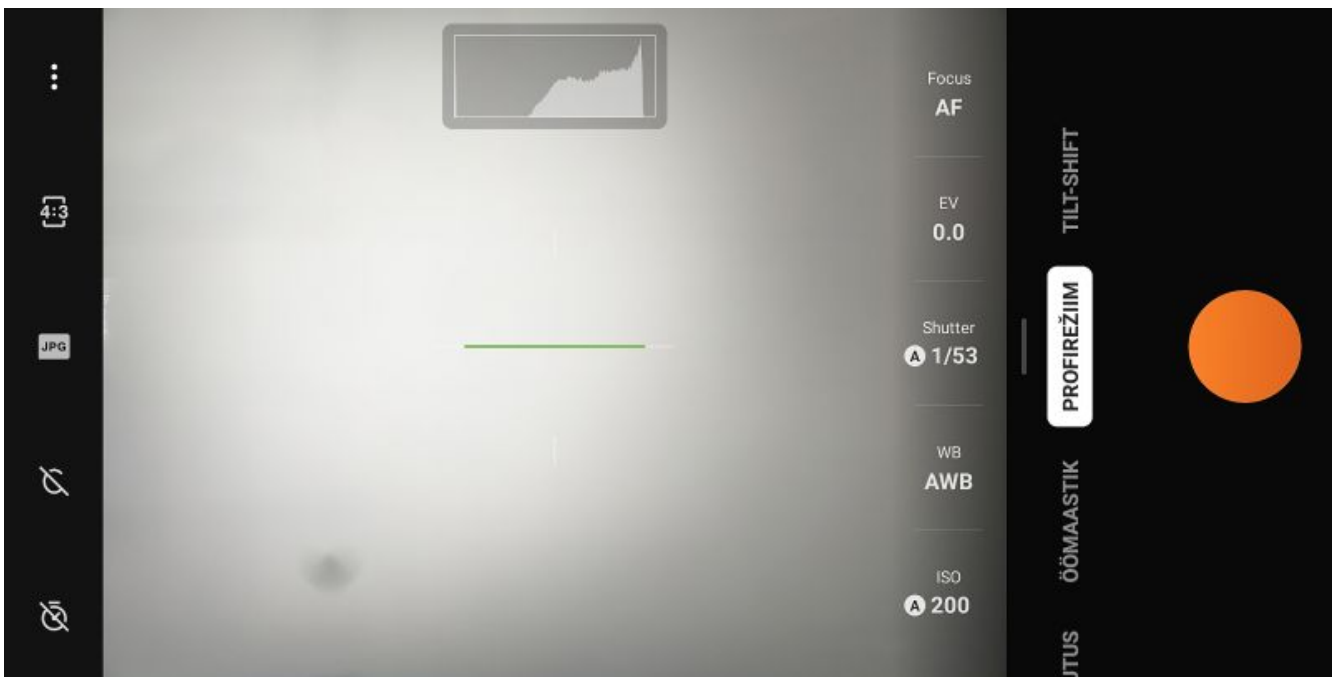 4:3
JPG
Focus
AF
EV
0.0
Shutter
A 1/53
WB
AWB
ISO
A 200
TILT-SHIFT
PROFIREŽIIM
ÖÖMAASTIK
UTUS